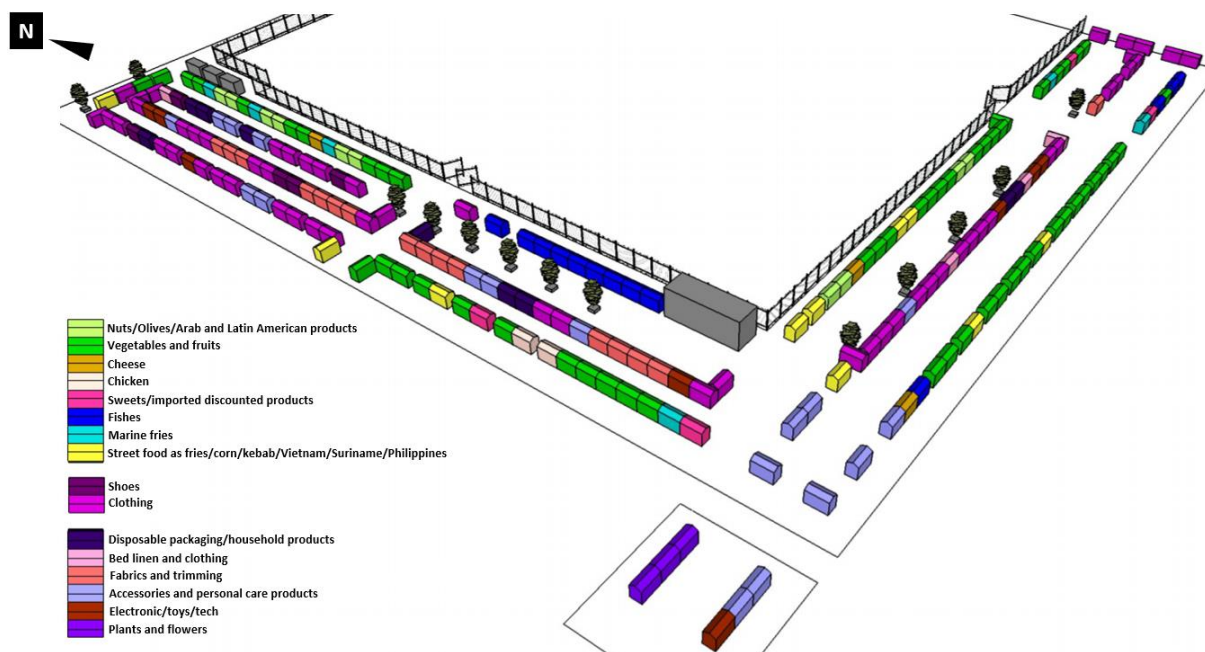 N
Nuts/Olives/Arab and Latin American products
Vegetables and fruits
Cheese
Chicken
Sweets/imported discounted products
Fishes
Marine fries
Street food as fries/corn/kebab/Vietnam/Suriname/Philippines
Shoes
Clothing
Disposable packaging/household products
Bed linen and clothing
Fabrics and trimming
Accessories and personal care products
Electronic/toys/tech
Plants and flowers